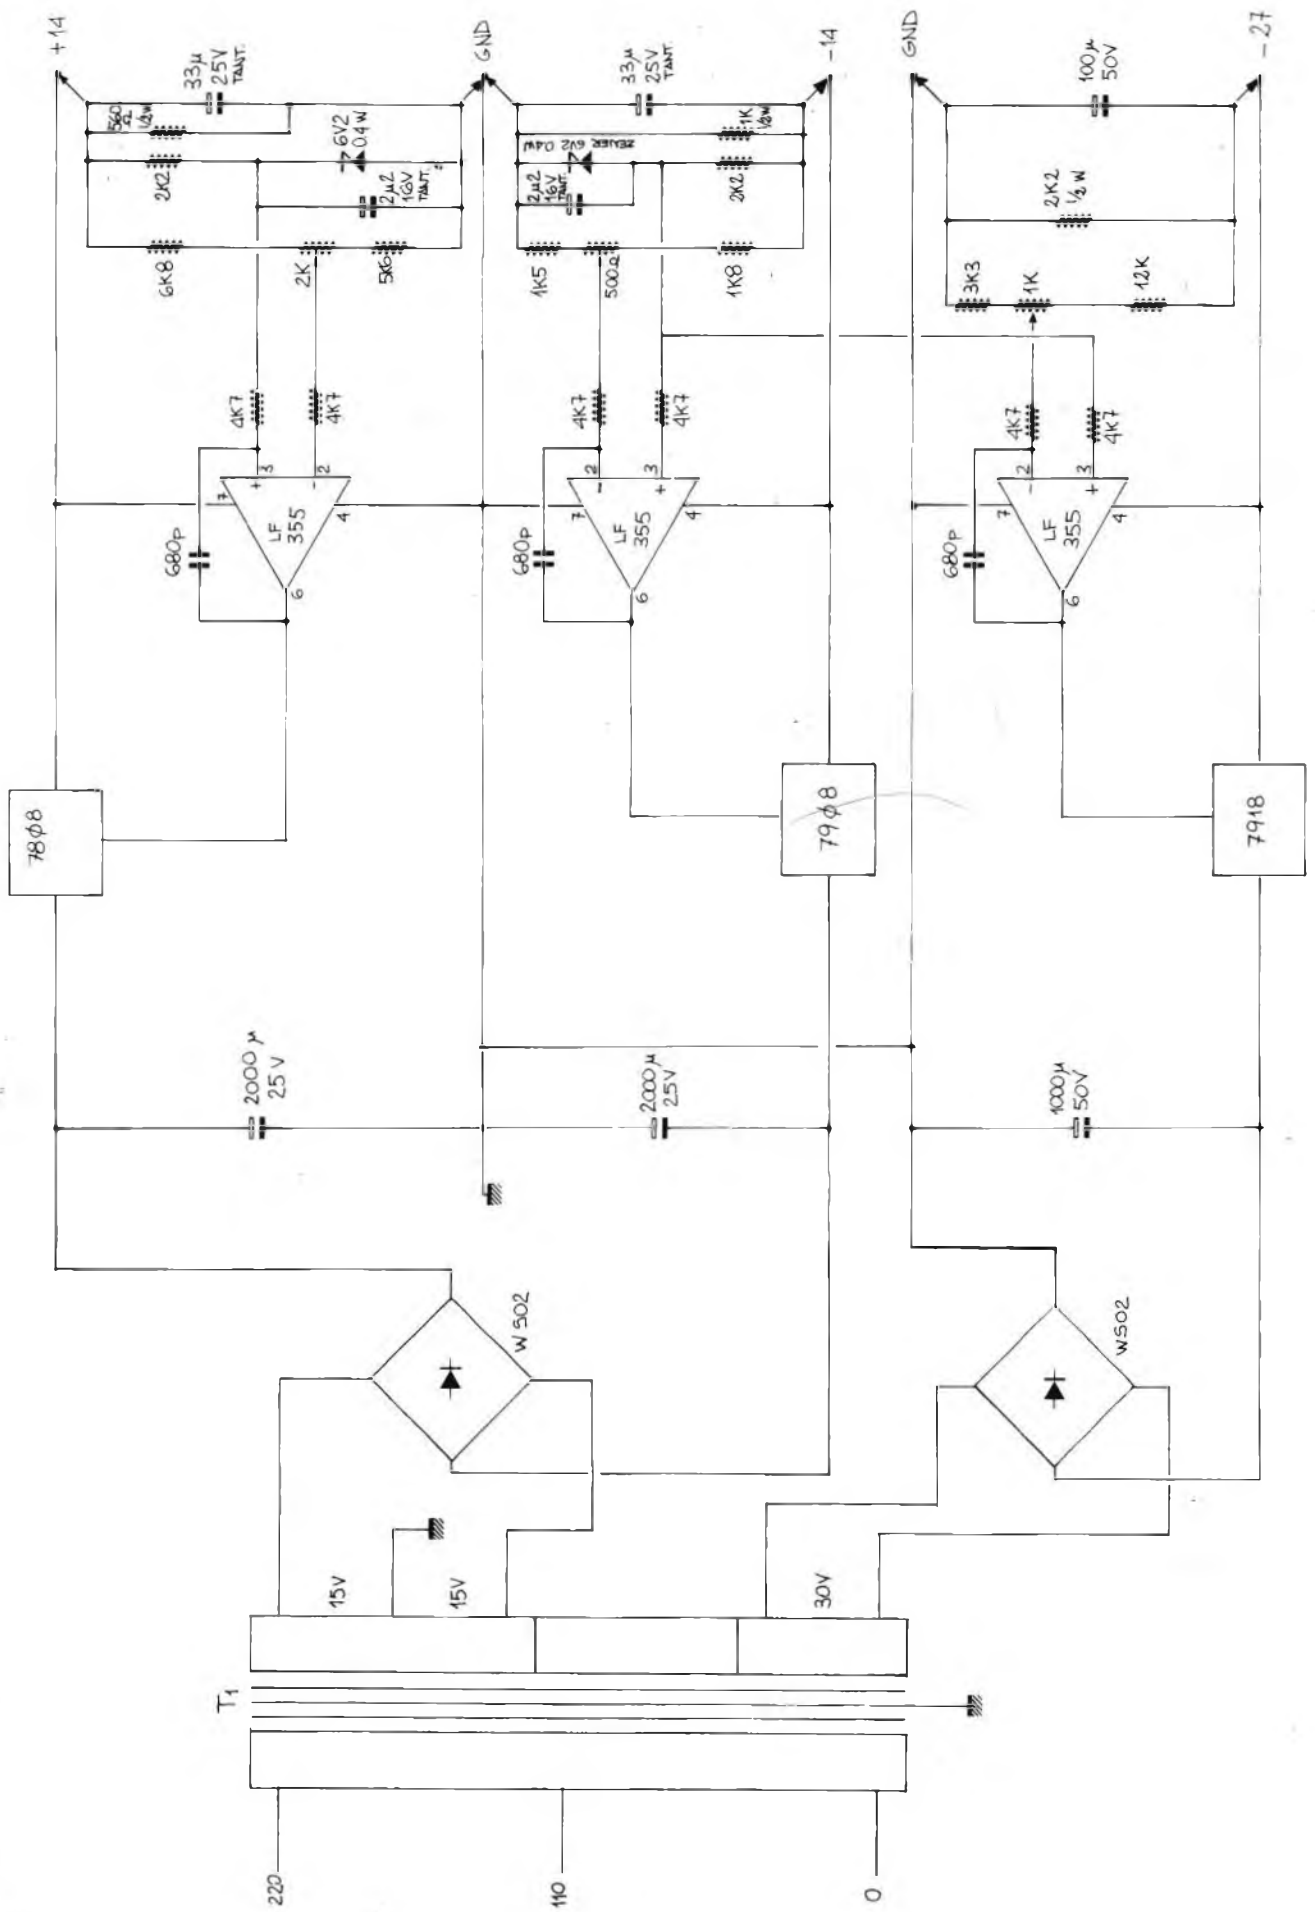 +14
GND
-14
GND
-27
560
Ω
½W
33µ
25V
TANT.
2K2
6V2
0.4W
2µ2
16V
TANT.
6K8
2K
5K6
33µ
25V
TANT
1K
½W
ZENER 6V2 0.4W
2µ2
16V
TANT
2K2
1K5
500Ω
1K8
100µ
50V
2K2
½W
3K3
1K
12K
4K7
4K7
4K7
4K7
4K7
4K7
680p
7
+ 3
- 2
LF
355
4
6
680p
7
- 2
+ 3
LF
355
4
6
680p
7
- 2
+ 3
LF
355
4
6
78φ8
79φ8
7918
2000µ
25V
2000µ
25V
1000µ
50V
W502
W502
15V
15V
30V
T1
220
110
0